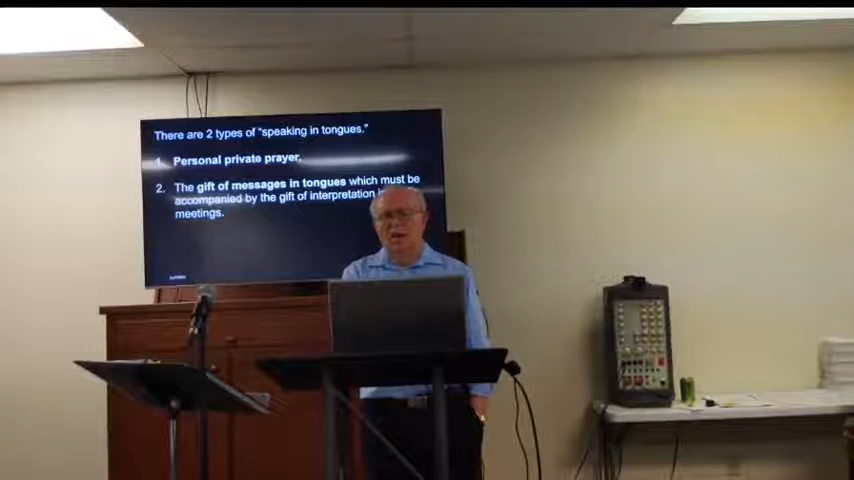 There are 2 types of "speaking in tongues."
1. Personal private prayer,
2. The gift of messages in tongues which must be
accompanied by the gift of interpretation
meetings.